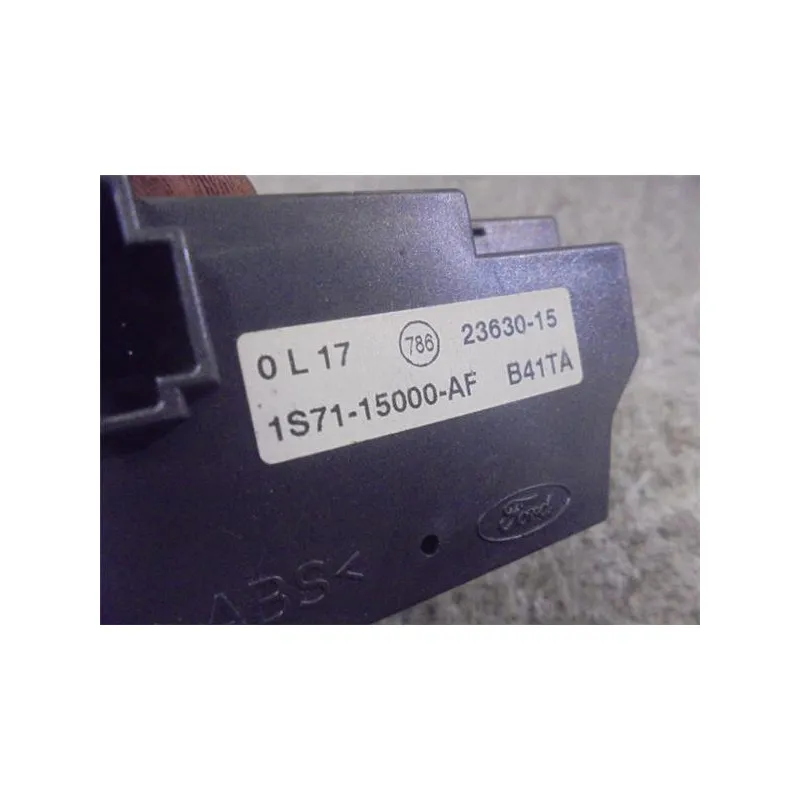 0 L 17 786 23630-15
1S71-15000-AF B41TA
Ford
ABS<